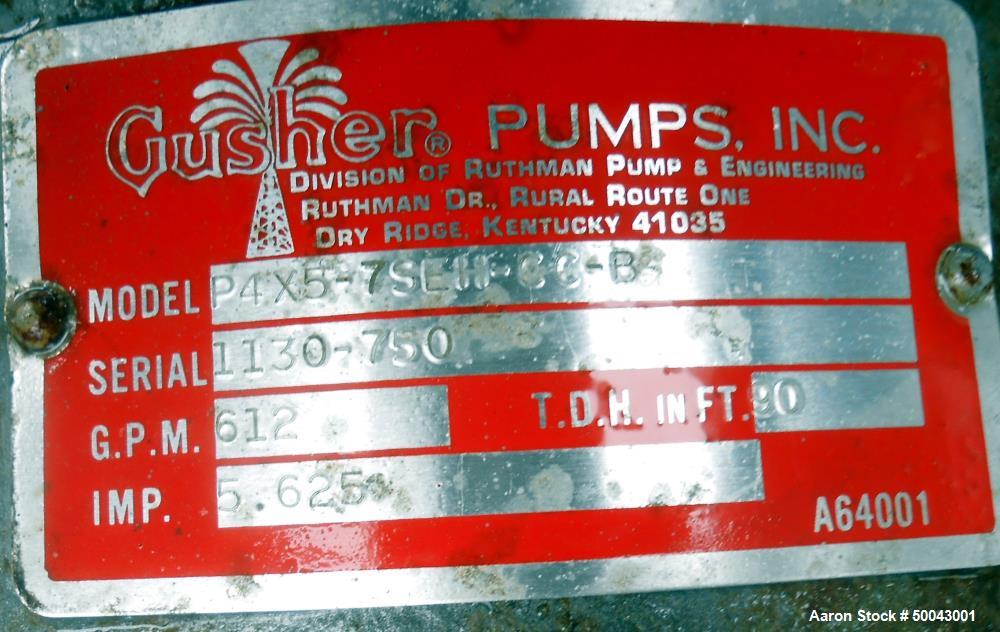 Gusher® PUMPS, INC.
DIVISION OF RUTHMAN PUMP & ENGINEERING
RUTHMAN DR., RURAL ROUTE ONE
DRY RIDGE, KENTUCKY 41035
MODEL P4X5-7SEH-CC-B
SERIAL 1130-750
G.P.M. 612 T.D.H. IN FT. 90
IMP. 5.625
A64001
Aaron Stock # 50043001